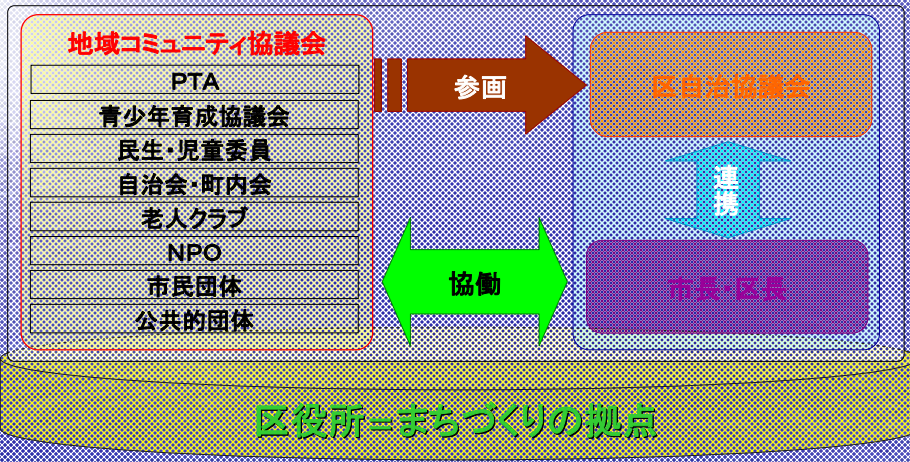 地域コミュニティ協議会
PTA
青少年育成協議会
民生・児童委員
自治会・町内会
老人クラブ
NPO
市民団体
公共的団体
参画
協働
区自治協議会
連携
市長・区長
区役所=まちづくりの拠点